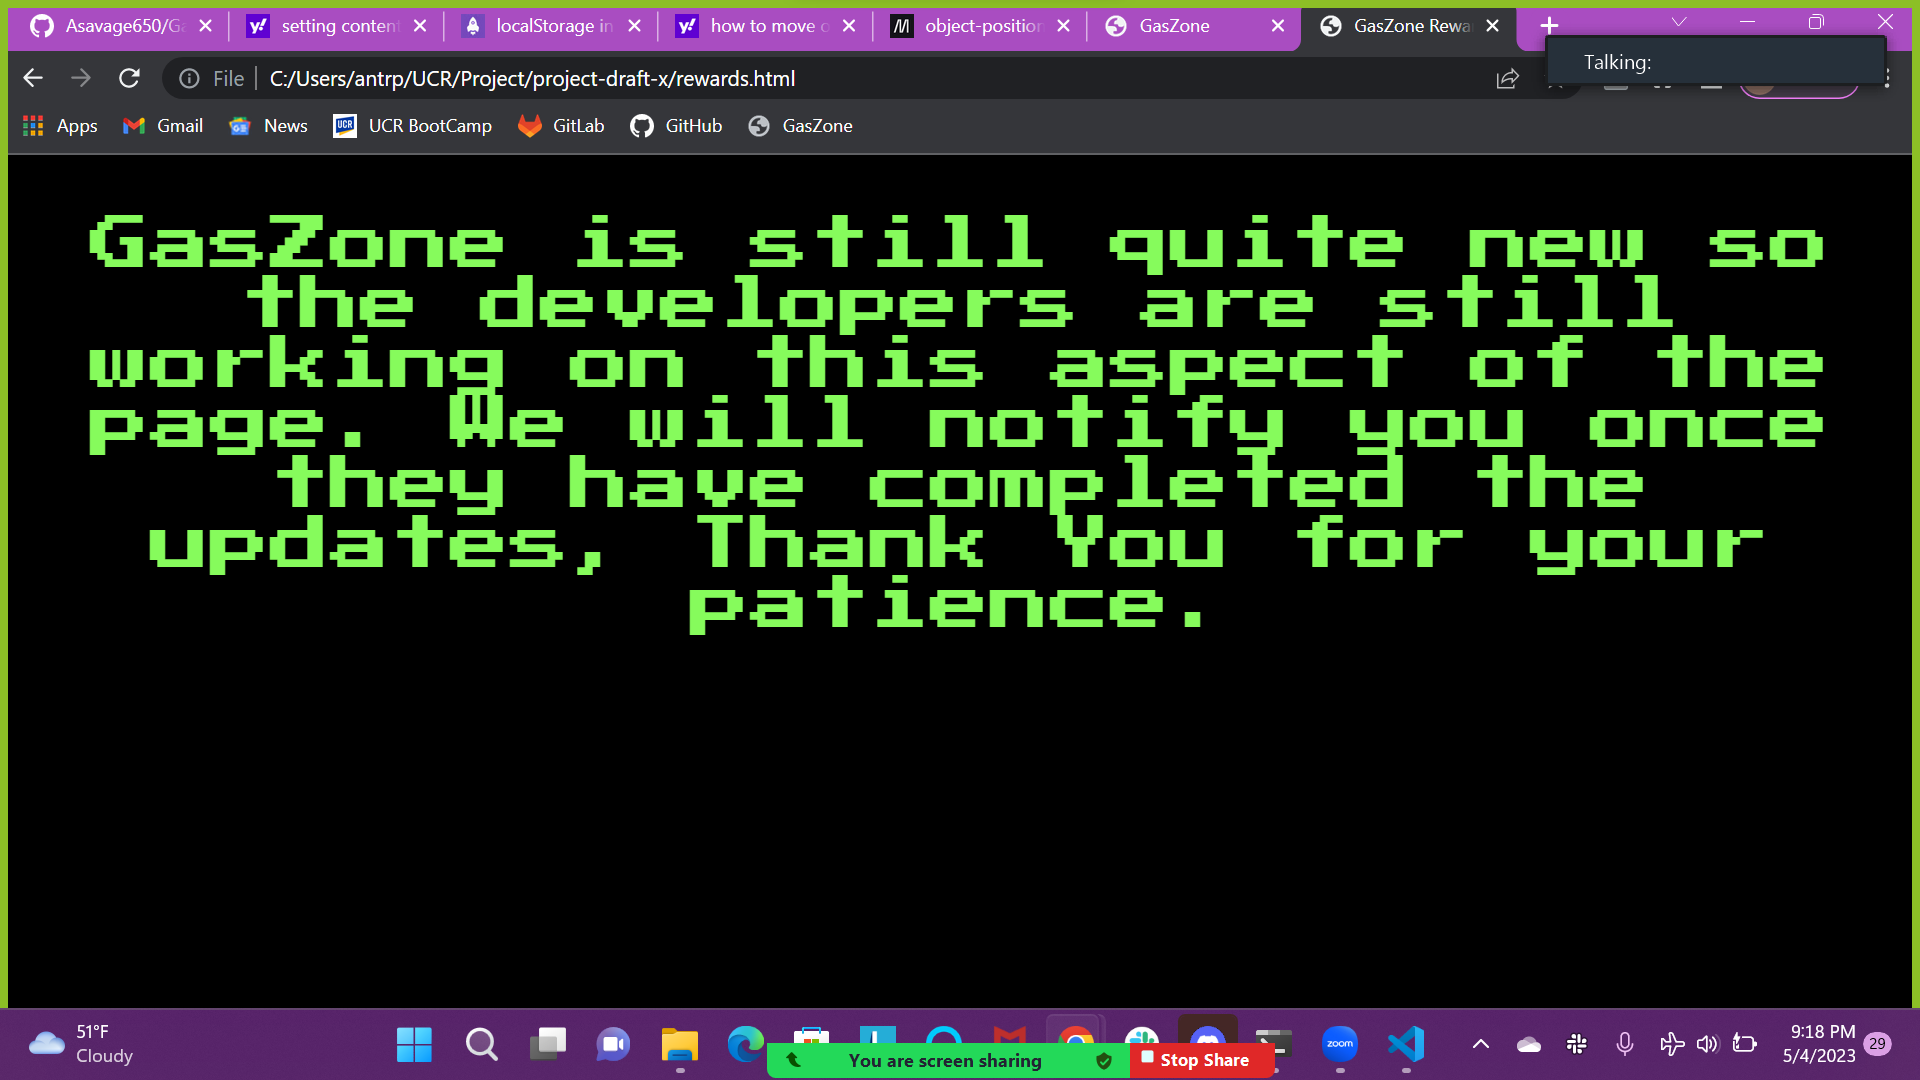 Asavage650/Ga
setting content
localStorage in
how to move o
object-position
GasZone
GasZone Rewa
Talking:
File
C:/Users/antrp/UCR/Project/project-draft-x/rewards.html
Apps
Gmail
News
UCR
UCR BootCamp
GitLab
GitHub
GasZone
GasZone is still quite new so
the developers are still
working on this aspect of the
page. We will notify you once
they have completed the
updates, Thank You for your
patience.
51°F
Cloudy
zoom
You are screen sharing
Stop Share
9:18 PM
5/4/2023
29